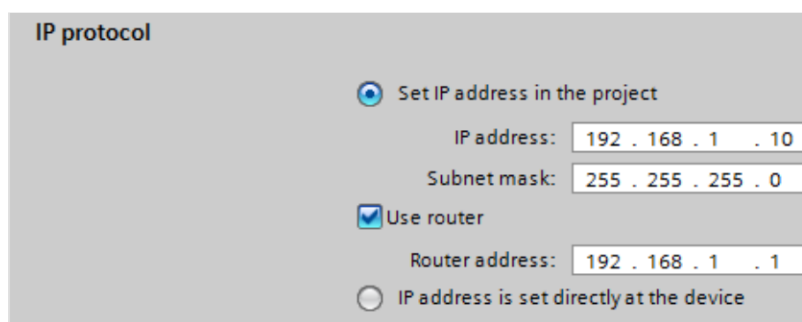 IP protocol
Set IP address in the project
IP address: 192 . 168 . 1 . 10
Subnet mask: 255 . 255 . 255 . 0
Use router
Router address: 192 . 168 . 1 . 1
IP address is set directly at the device